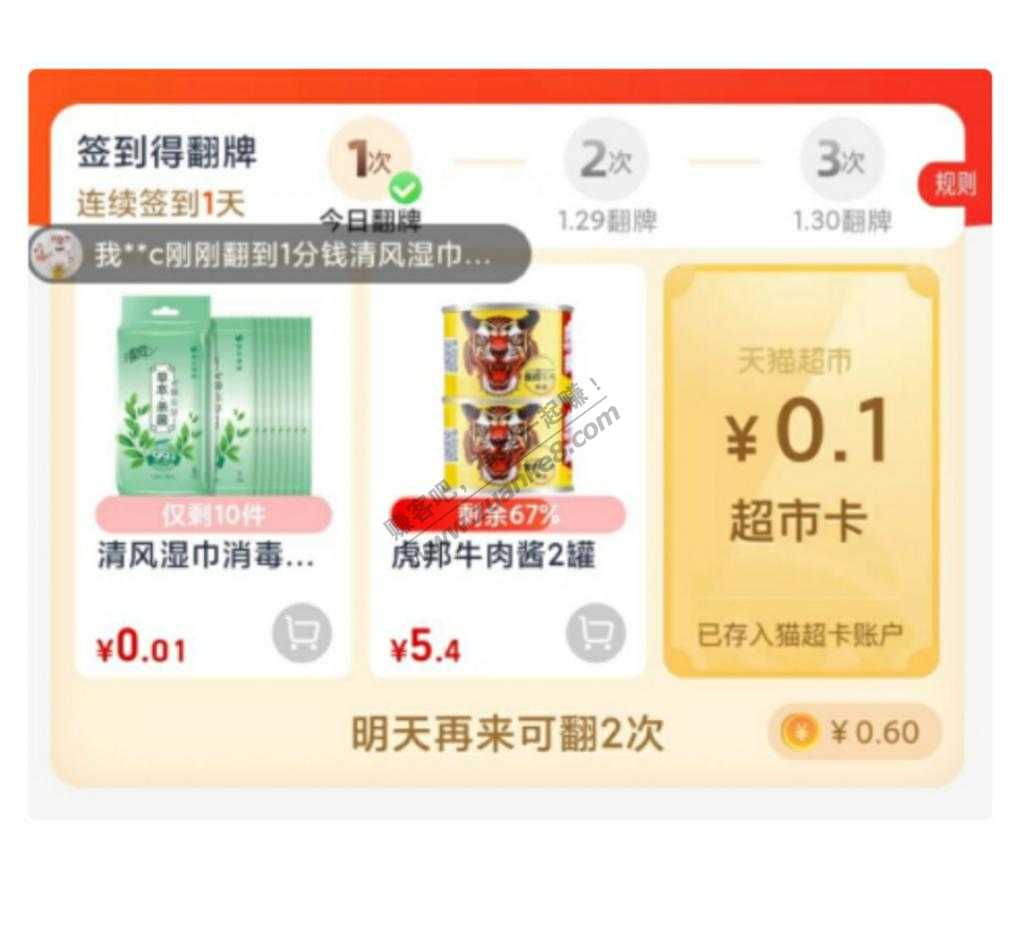 签到得翻牌
1次
2次
3次
规则
连续签到1天
今日翻牌
1.29翻牌
1.30翻牌
我**c刚刚翻到1分钱清风湿巾...
草本·杀菌
天猫超市
¥0.1
超市卡
已存入猫超卡账户
仅剩10件
清风湿巾消毒...
¥0.01
剩余67%
虎邦牛肉酱2罐
¥5.4
明天再来可翻2次
¥0.60
赚客吧，
一起赚！
www.zuanke8.com